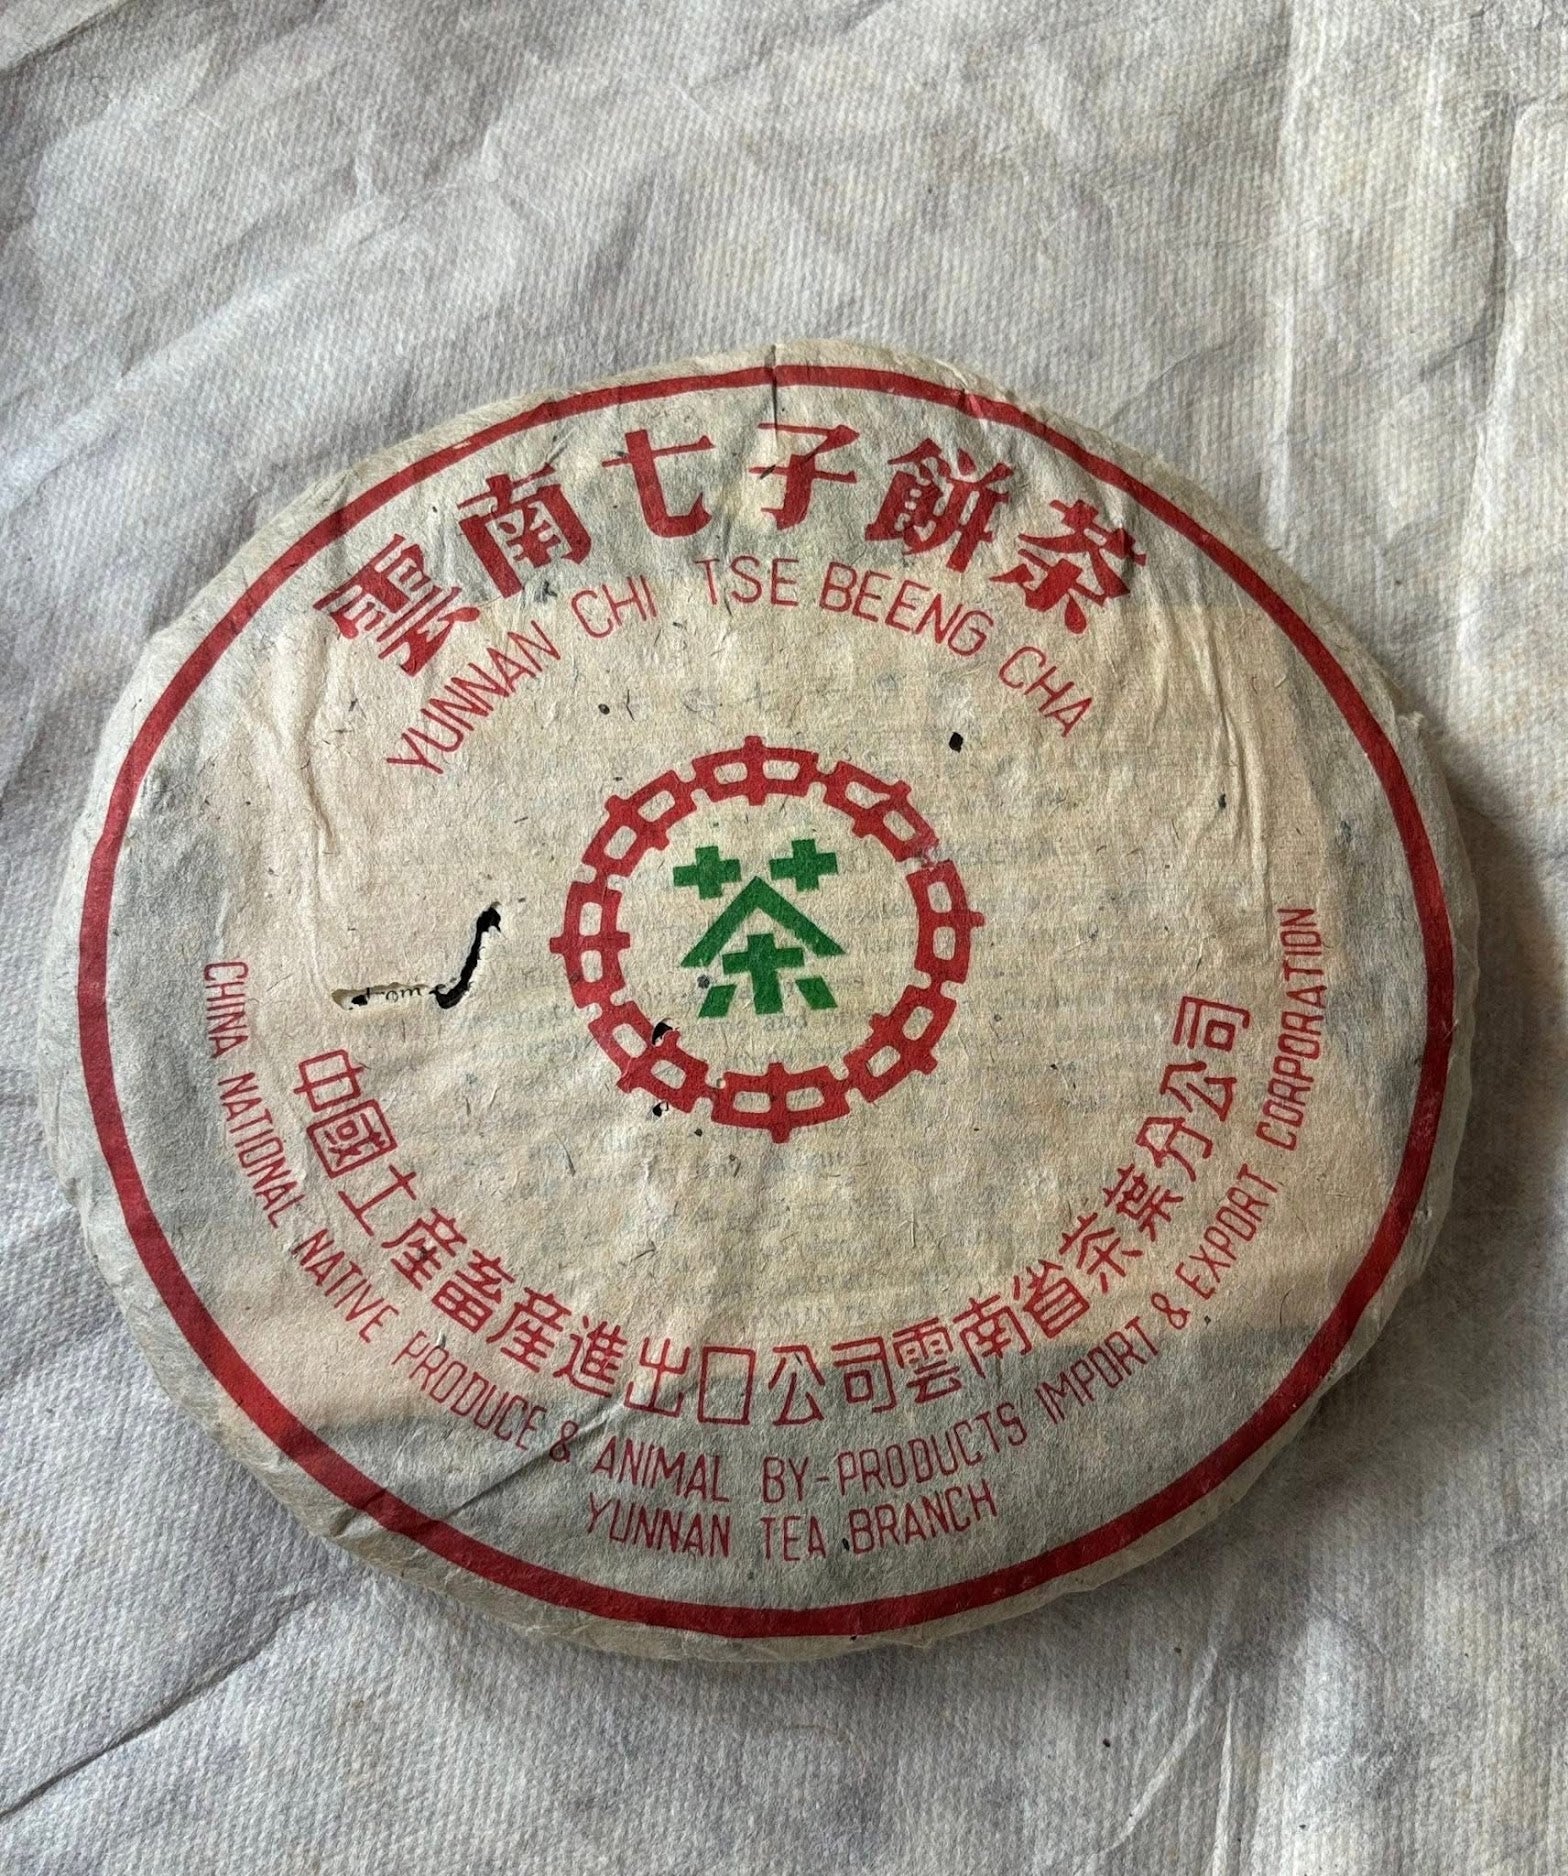 雲南七子餅茶
YUNNAN CHI TSE BEENG CHA
茶
中國土産畜産進出口公司雲南省茶葉分公司
CHINA NATIONAL NATIVE PRODUCE & ANIMAL BY-PRODUCTS IMPORT & EXPORT CORPORATION
YUNNAN TEA BRANCH